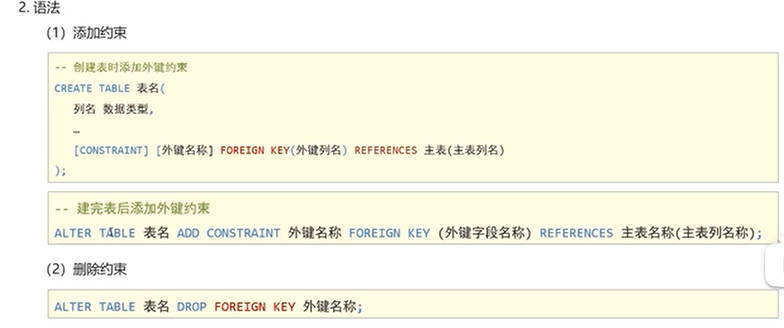 2. 语法
（1）添加约束
-- 创建表时添加外键约束
CREATE TABLE 表名(
列名 数据类型,
…
[CONSTRAINT] [外键名称] FOREIGN KEY(外键列名) REFERENCES 主表(主表列名)
);
-- 建完表后添加外键约束
ALTER TABLE 表名 ADD CONSTRAINT 外键名称 FOREIGN KEY (外键字段名称) REFERENCES 主表名称(主表列名称);
（2）删除约束
ALTER TABLE 表名 DROP FOREIGN KEY 外键名称;